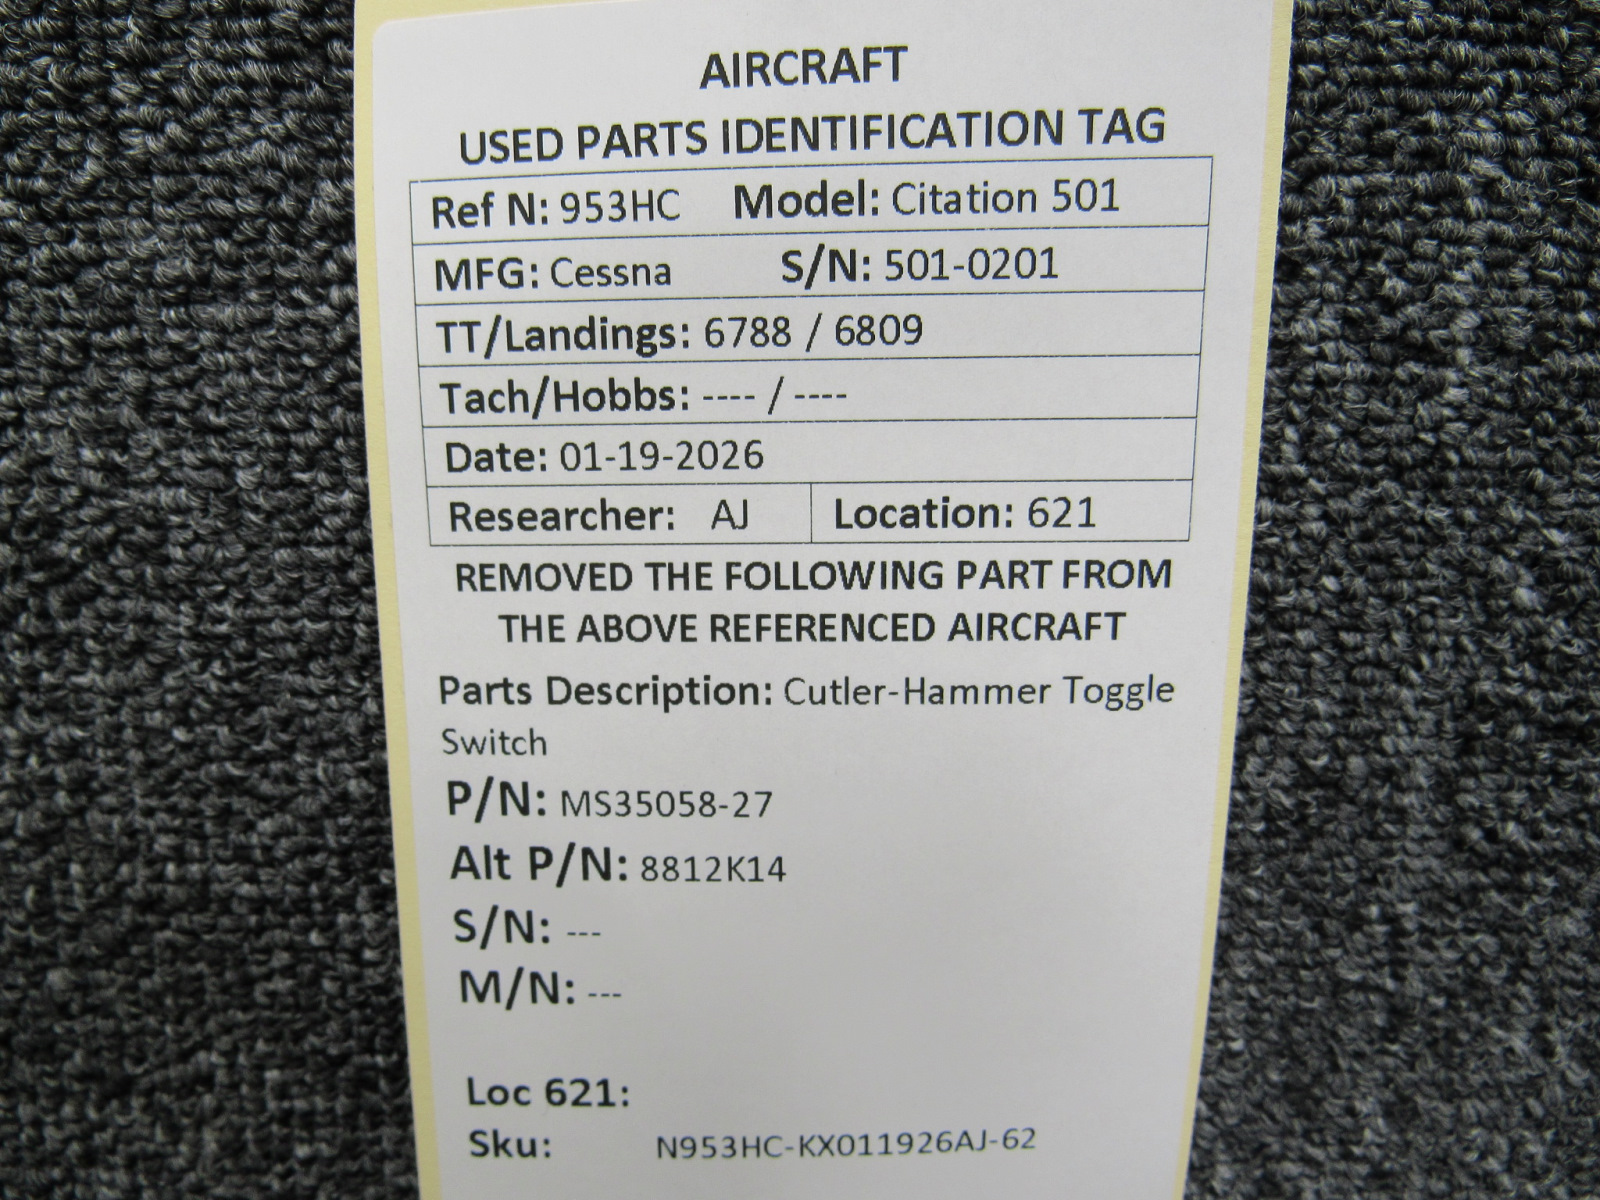 AIRCRAFT
USED PARTS IDENTIFICATION TAG
Ref N: 953HC Model: Citation 501
MFG: Cessna S/N: 501-0201
TT/Landings: 6788 / 6809
Tach/Hobbs: ---- / ----
Date: 01-19-2026
Researcher: AJ Location: 621
REMOVED THE FOLLOWING PART FROM
THE ABOVE REFERENCED AIRCRAFT
Parts Description: Cutler-Hammer Toggle
Switch
P/N: MS35058-27
Alt P/N: 8812K14
S/N: ---
M/N: ---
Loc 621:
Sku: N953HC-KX011926AJ-62